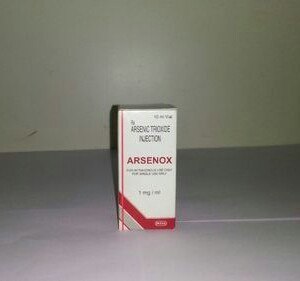 10 ml Vial
Rx
ARSENIC TRIOXIDE
INJECTION
ARSENOX
FOR INTRAVENOUS USE ONLY
FOR SINGLE USE ONLY
1 mg / ml